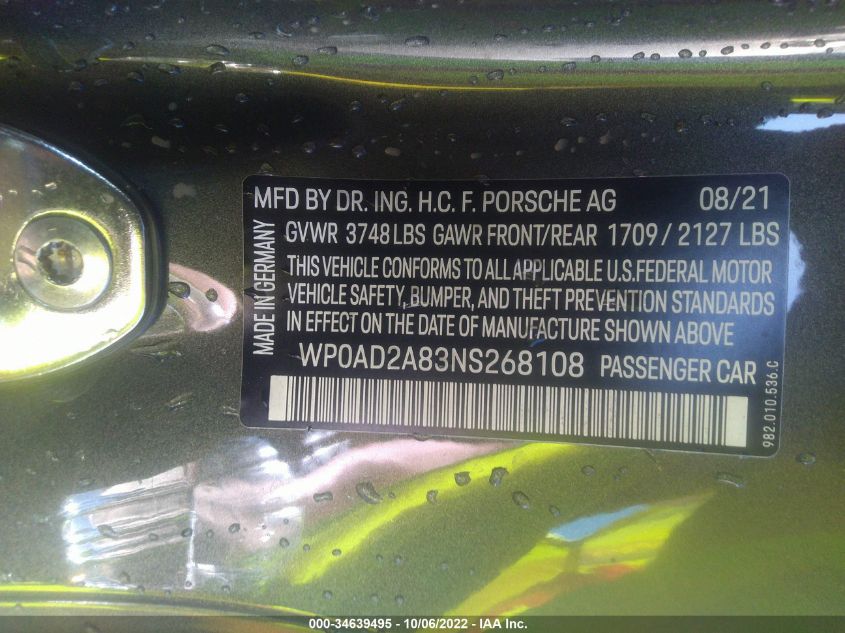 MFD BY DR. ING. H.C. F. PORSCHE AG 08/21
GVWR 3748LBS GAWR FRONT/REAR 1709 / 2127 LBS
THIS VEHICLE CONFORMS TO ALL APPLICABLE U.S.FEDERAL MOTOR
VEHICLE SAFETY, BUMPER, AND THEFT PREVENTION STANDARDS
IN EFFECT ON THE DATE OF MANUFACTURE SHOWN ABOVE
WP0AD2A83NS268108 PASSENGER CAR
MADE IN GERMANY
982.010.536.C
000-34639495 - 10/06/2022 - IAA Inc.